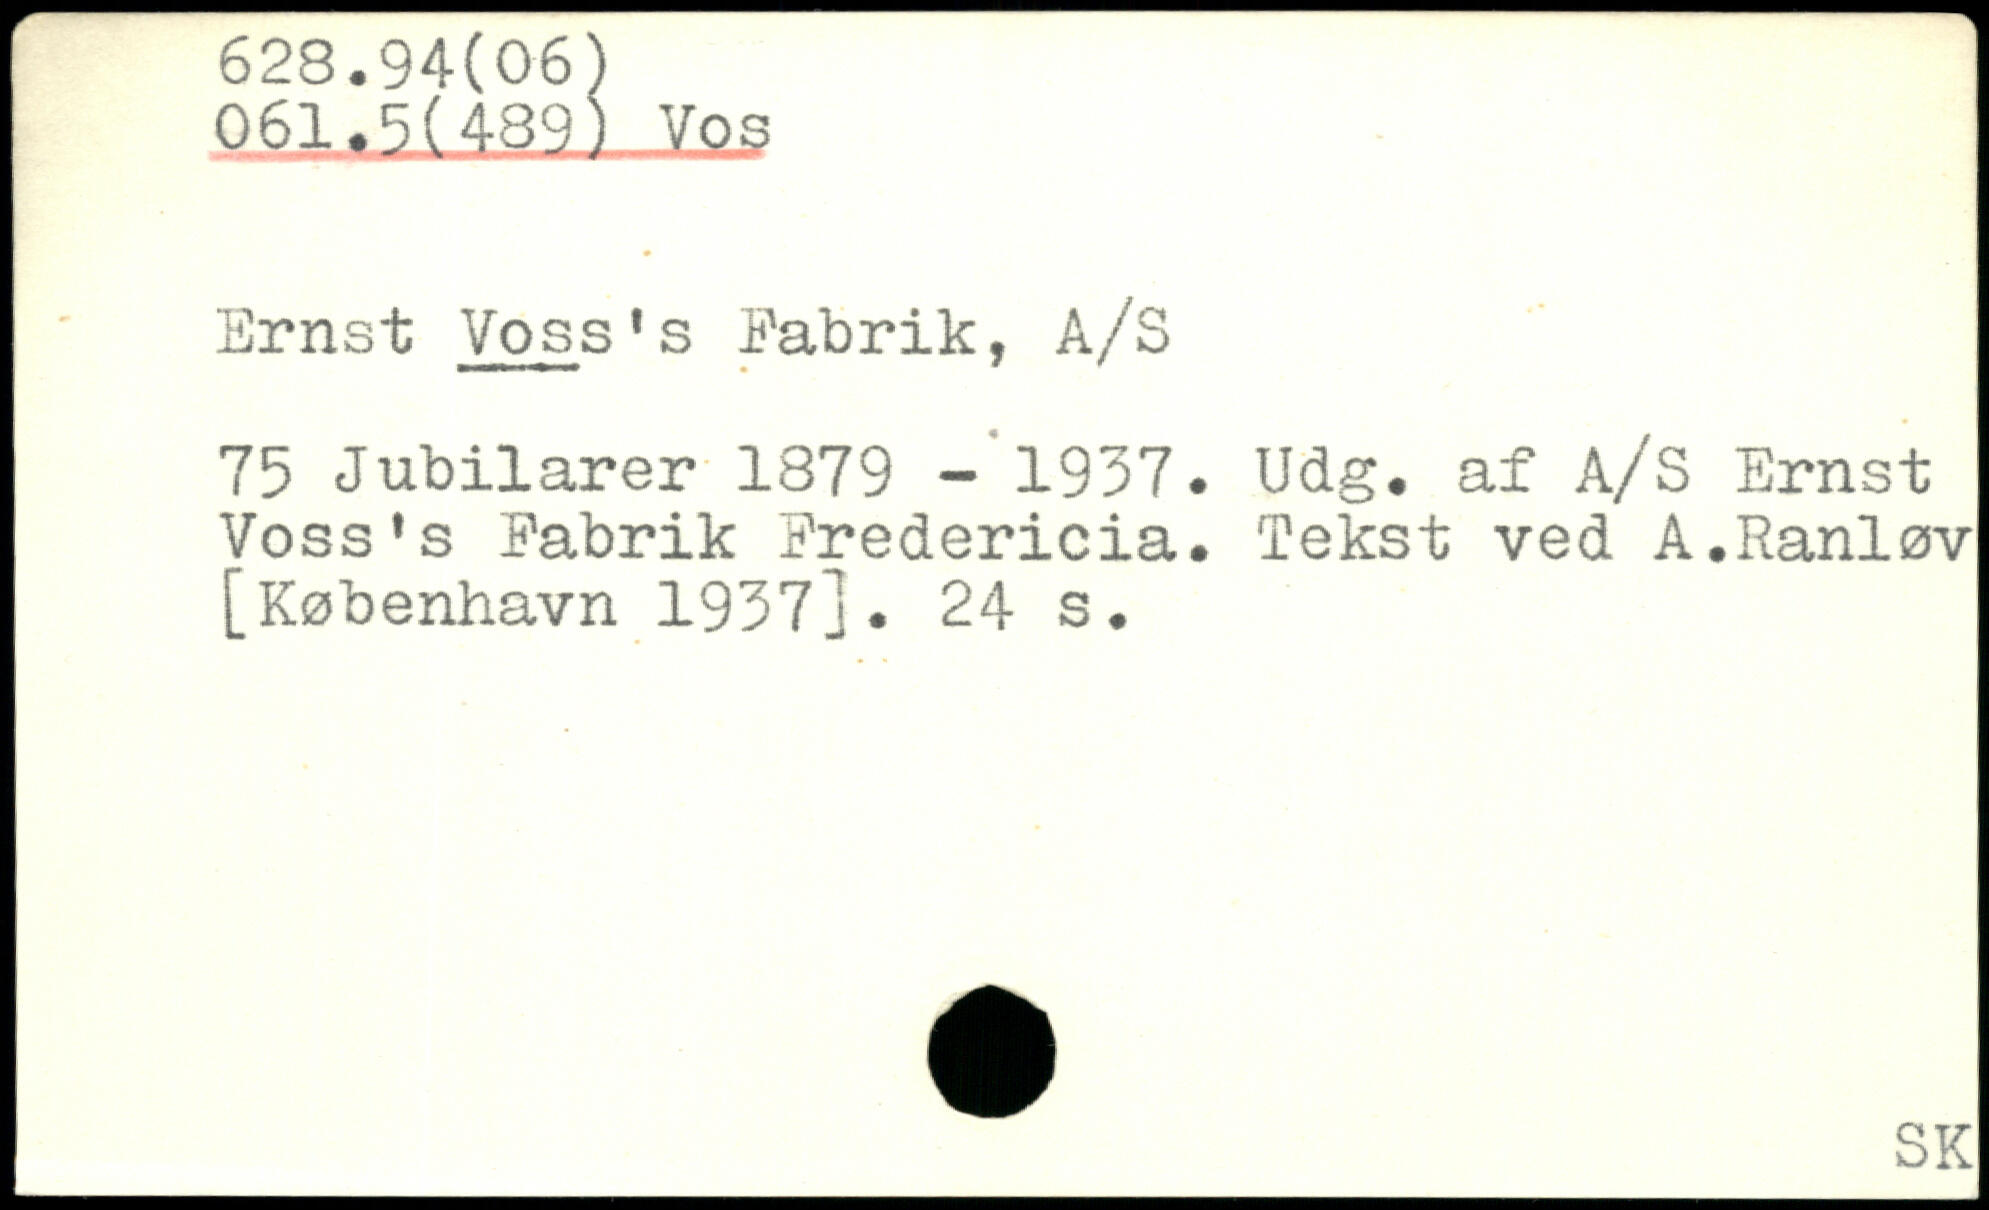 628.94(06)
061.5(489) Vos
Ernst Voss's Fabrik, A/S
75 Jubilarer 1879 - 1937. Udg. af A/S Ernst
Voss's Fabrik Fredericia. Tekst ved A.Ranløv
[København 1937]. 24 s.
SK